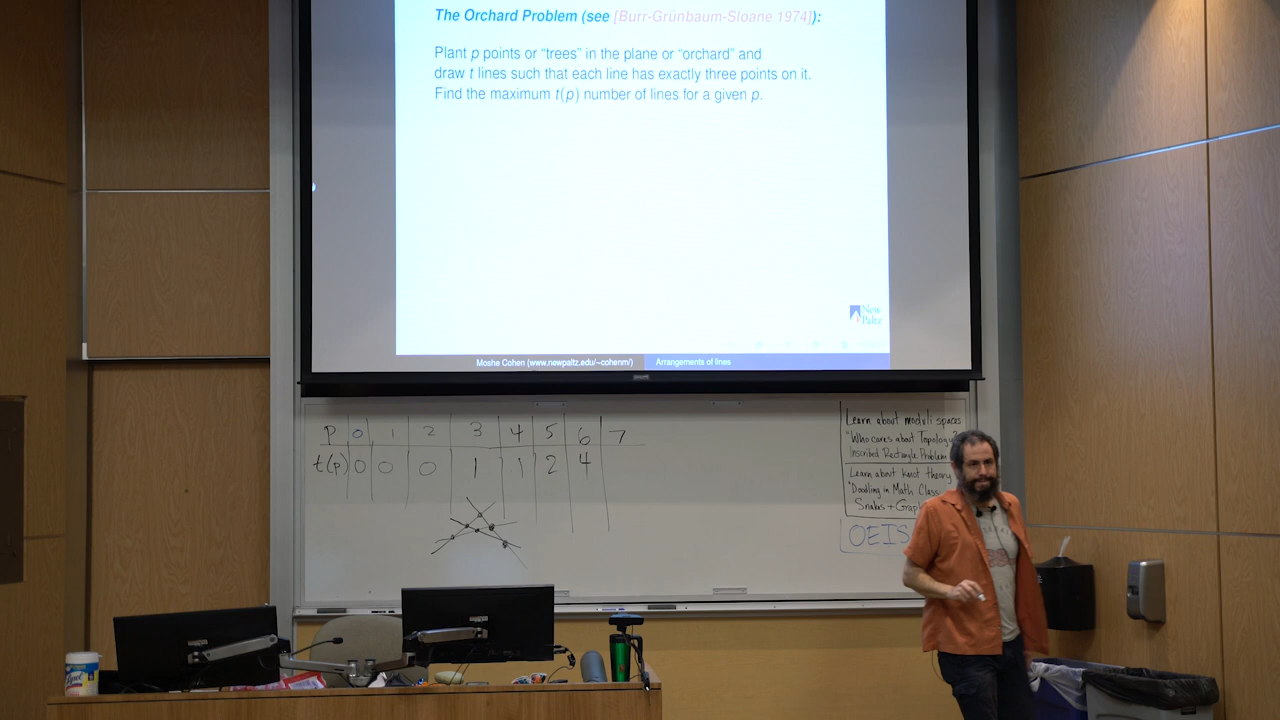 The Orchard Problem (see [Burr-Grünbaum-Sloane 1974]):
Plant p points or “trees” in the plane or “orchard” and
draw t lines such that each line has exactly three points on it.
Find the maximum t(p) number of lines for a given p.
New
Paltz
Moshe Cohen (www.newpaltz.edu/~cohenm/)
Arrangements of lines
P 0 1 2 3 4 5 6 7
t(p) 0 0 0 1 1 2 4
Learn about moduli spaces
"Who cares about Topology?"
Inscribed Rectangle Problem
Learn about knot theory
"Doodling in Math Class
Snakes + Graph
OEIS